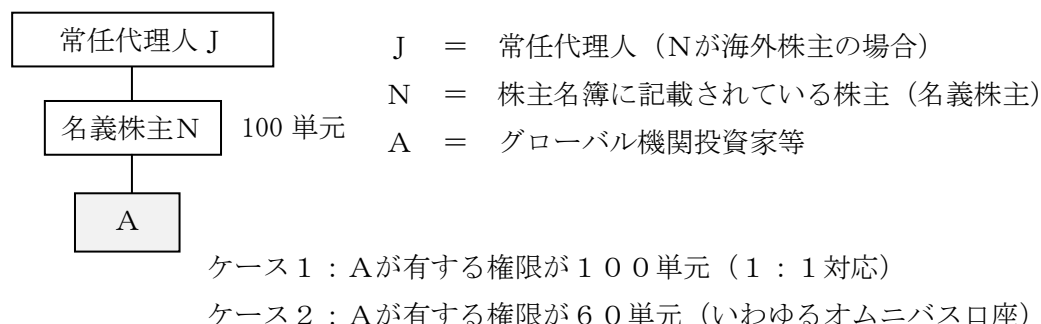 常任代理人 J
名義株主N
100 単元
A
J ＝ 常任代理人（Nが海外株主の場合）
N ＝ 株主名簿に記載されている株主（名義株主）
A ＝ グローバル機関投資家等
ケース１：Aが有する権限が１００単元（１：１対応）
ケース２：Aが有する権限が６０単元（いわゆるオムニバス口座）